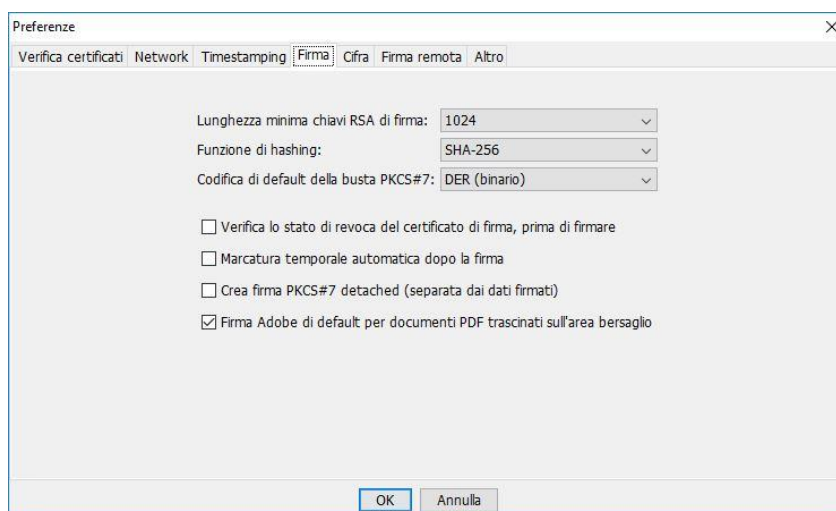 Preferenze
Verifica certificati Network Timestamping Firma Cifra Firma remota Altro
Lunghezza minima chiavi RSA di firma: 1024
Funzione di hashing: SHA-256
Codifica di default della busta PKCS#7: DER (binario)
Verifica lo stato di revoca del certificato di firma, prima di firmare
Marcatura temporale automatica dopo la firma
Crea firma PKCS#7 detached (separata dai dati firmati)
Firma Adobe di default per documenti PDF trascinati sull'area bersaglio
OK Annulla